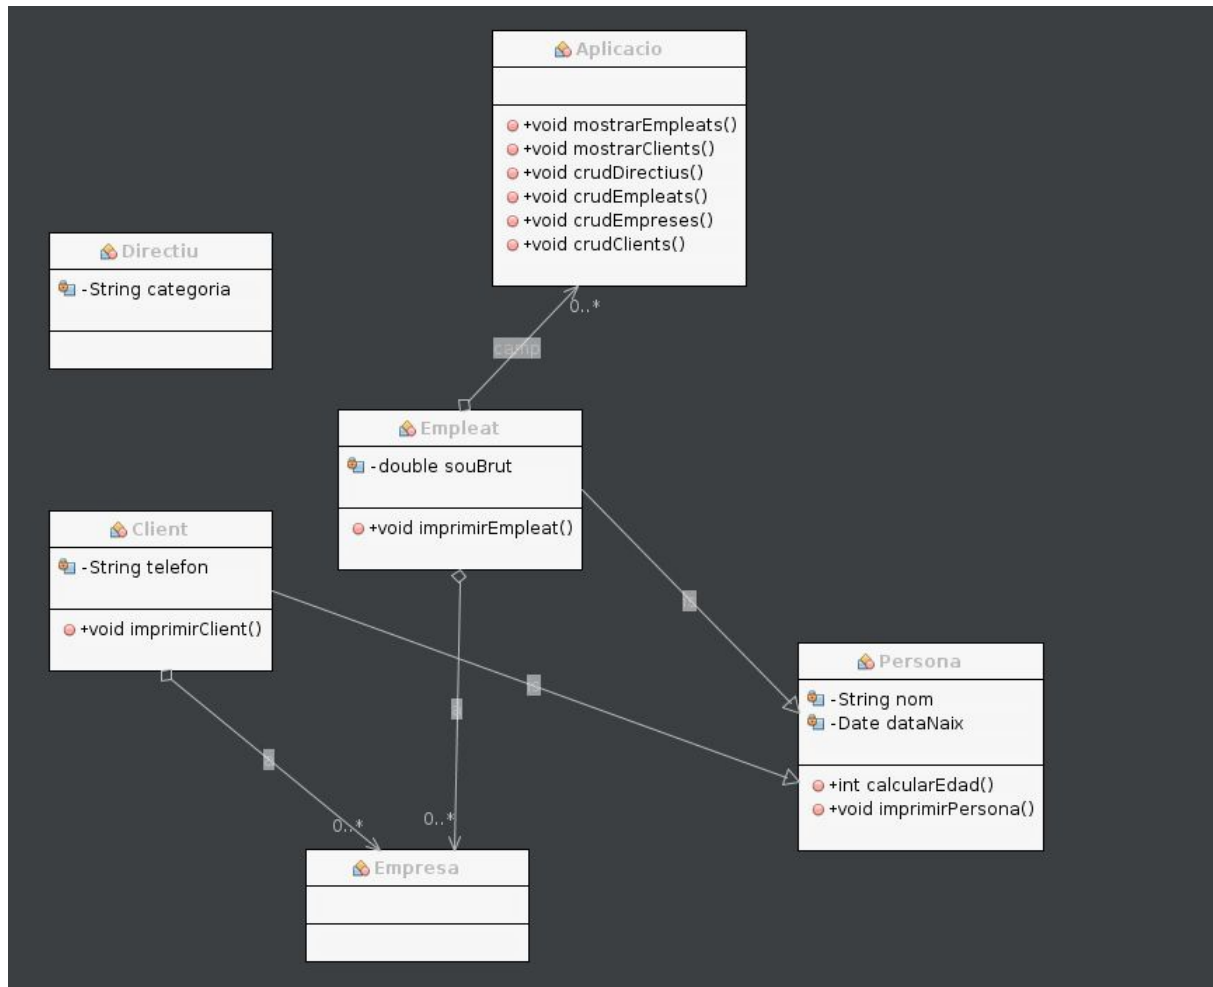 Aplicacio
+void mostrarEmpleats()
+void mostrarClients()
+void crudDirectius()
+void crudEmpleats()
+void crudEmpreses()
+void crudClients()
Directiu
-String categoria
0..*
camp
Empleat
-double souBrut
+void imprimirEmpleat()
Client
-String telefon
+void imprimirClient()
Persona
-String nom
-Date dataNaix
+int calcularEdad()
+void imprimirPersona()
0..*
0..*
Empresa